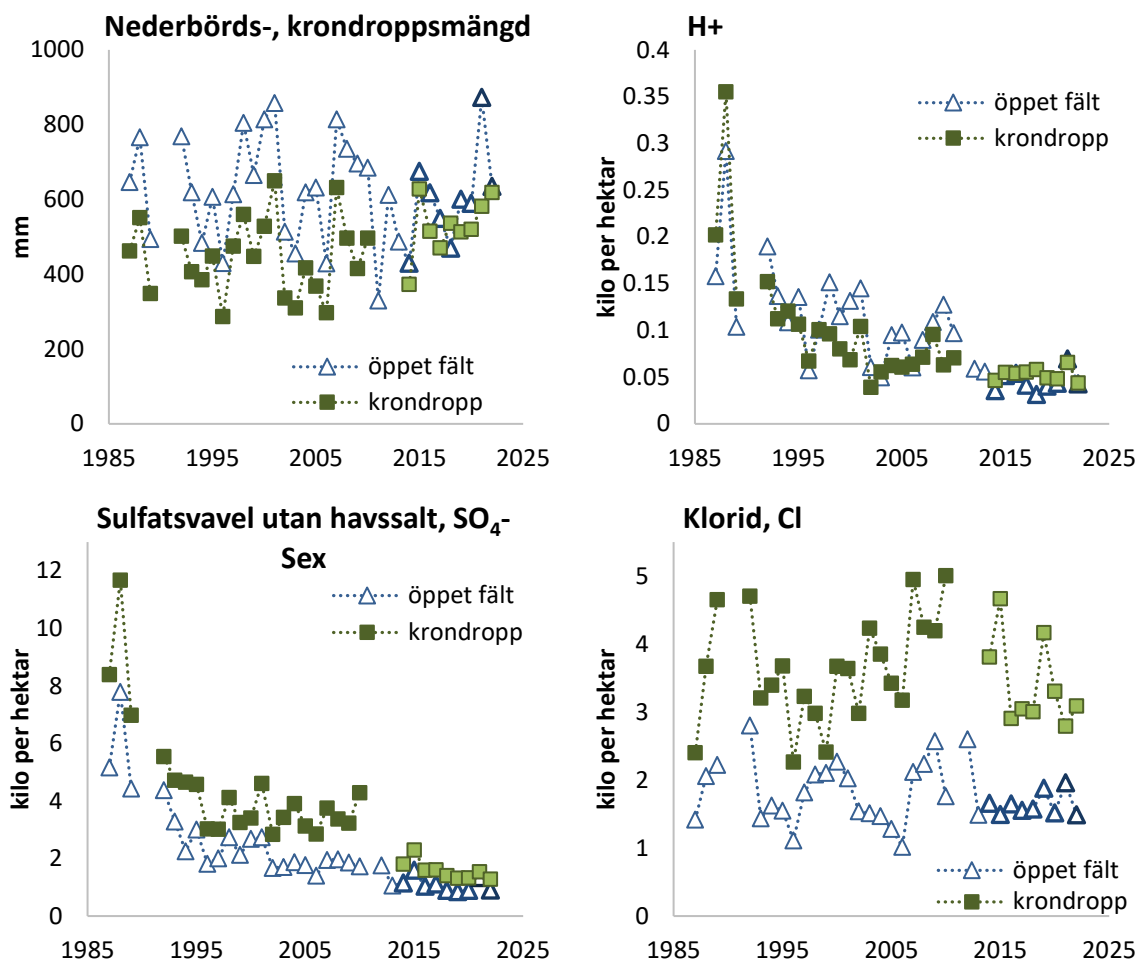 Nederbörds-, krondroppsmängd
1000
800
600
400
200
0
mm
öppet fält
krondropp
1985 1995 2005 2015 2025
H+
0.4
0.35
0.3
0.25
0.2
0.15
0.1
0.05
0
kilo per hektar
öppet fält
krondropp
1985 1995 2005 2015 2025
Sulfatsvavel utan havssalt, SO₄-
Sex
12
10
8
6
4
2
0
kilo per hektar
öppet fält
krondropp
1985 1995 2005 2015 2025
Klorid, Cl
5
4
3
2
1
0
kilo per hektar
öppet fält
krondropp
1985 1995 2005 2015 2025